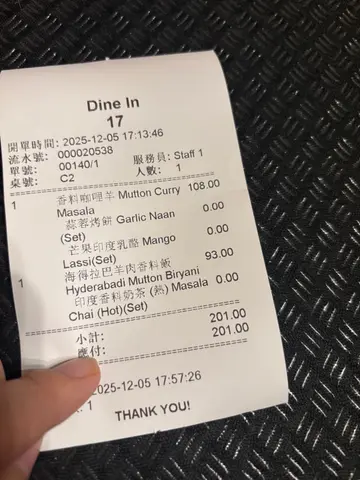 Dine In
17
開單時間: 2025-12-05 17:13:46
流水號: 000020538
單號: 00140/1 服務員: Staff 1
桌號: C2 人數: 1
1 香料咖哩羊 Mutton Curry 108.00
Masala
蒜蓉烤餅 Garlic Naan 0.00
(Set)
芒果印度乳酪 Mango 0.00
Lassi(Set)
1 海得拉巴羊肉香料飯 93.00
Hyderabadi Mutton Biryani
印度香料奶茶 (熱) Masala 0.00
Chai (Hot)(Set)
小計: 201.00
應付: 201.00
2025-12-05 17:57:26
: 1
THANK YOU!